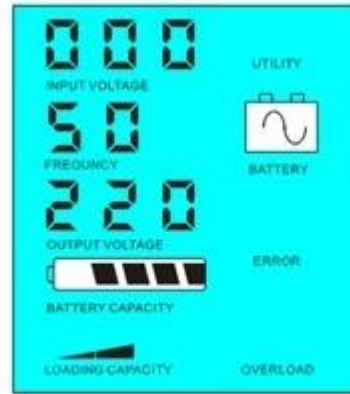 000
UTILITY
INPUT VOLTAGE
50
FREQUNCY
BATTERY
220
OUTPUT VOLTAGE
ERROR
BATTERY CAPACITY
LOADING CAPACITY
OVERLOAD